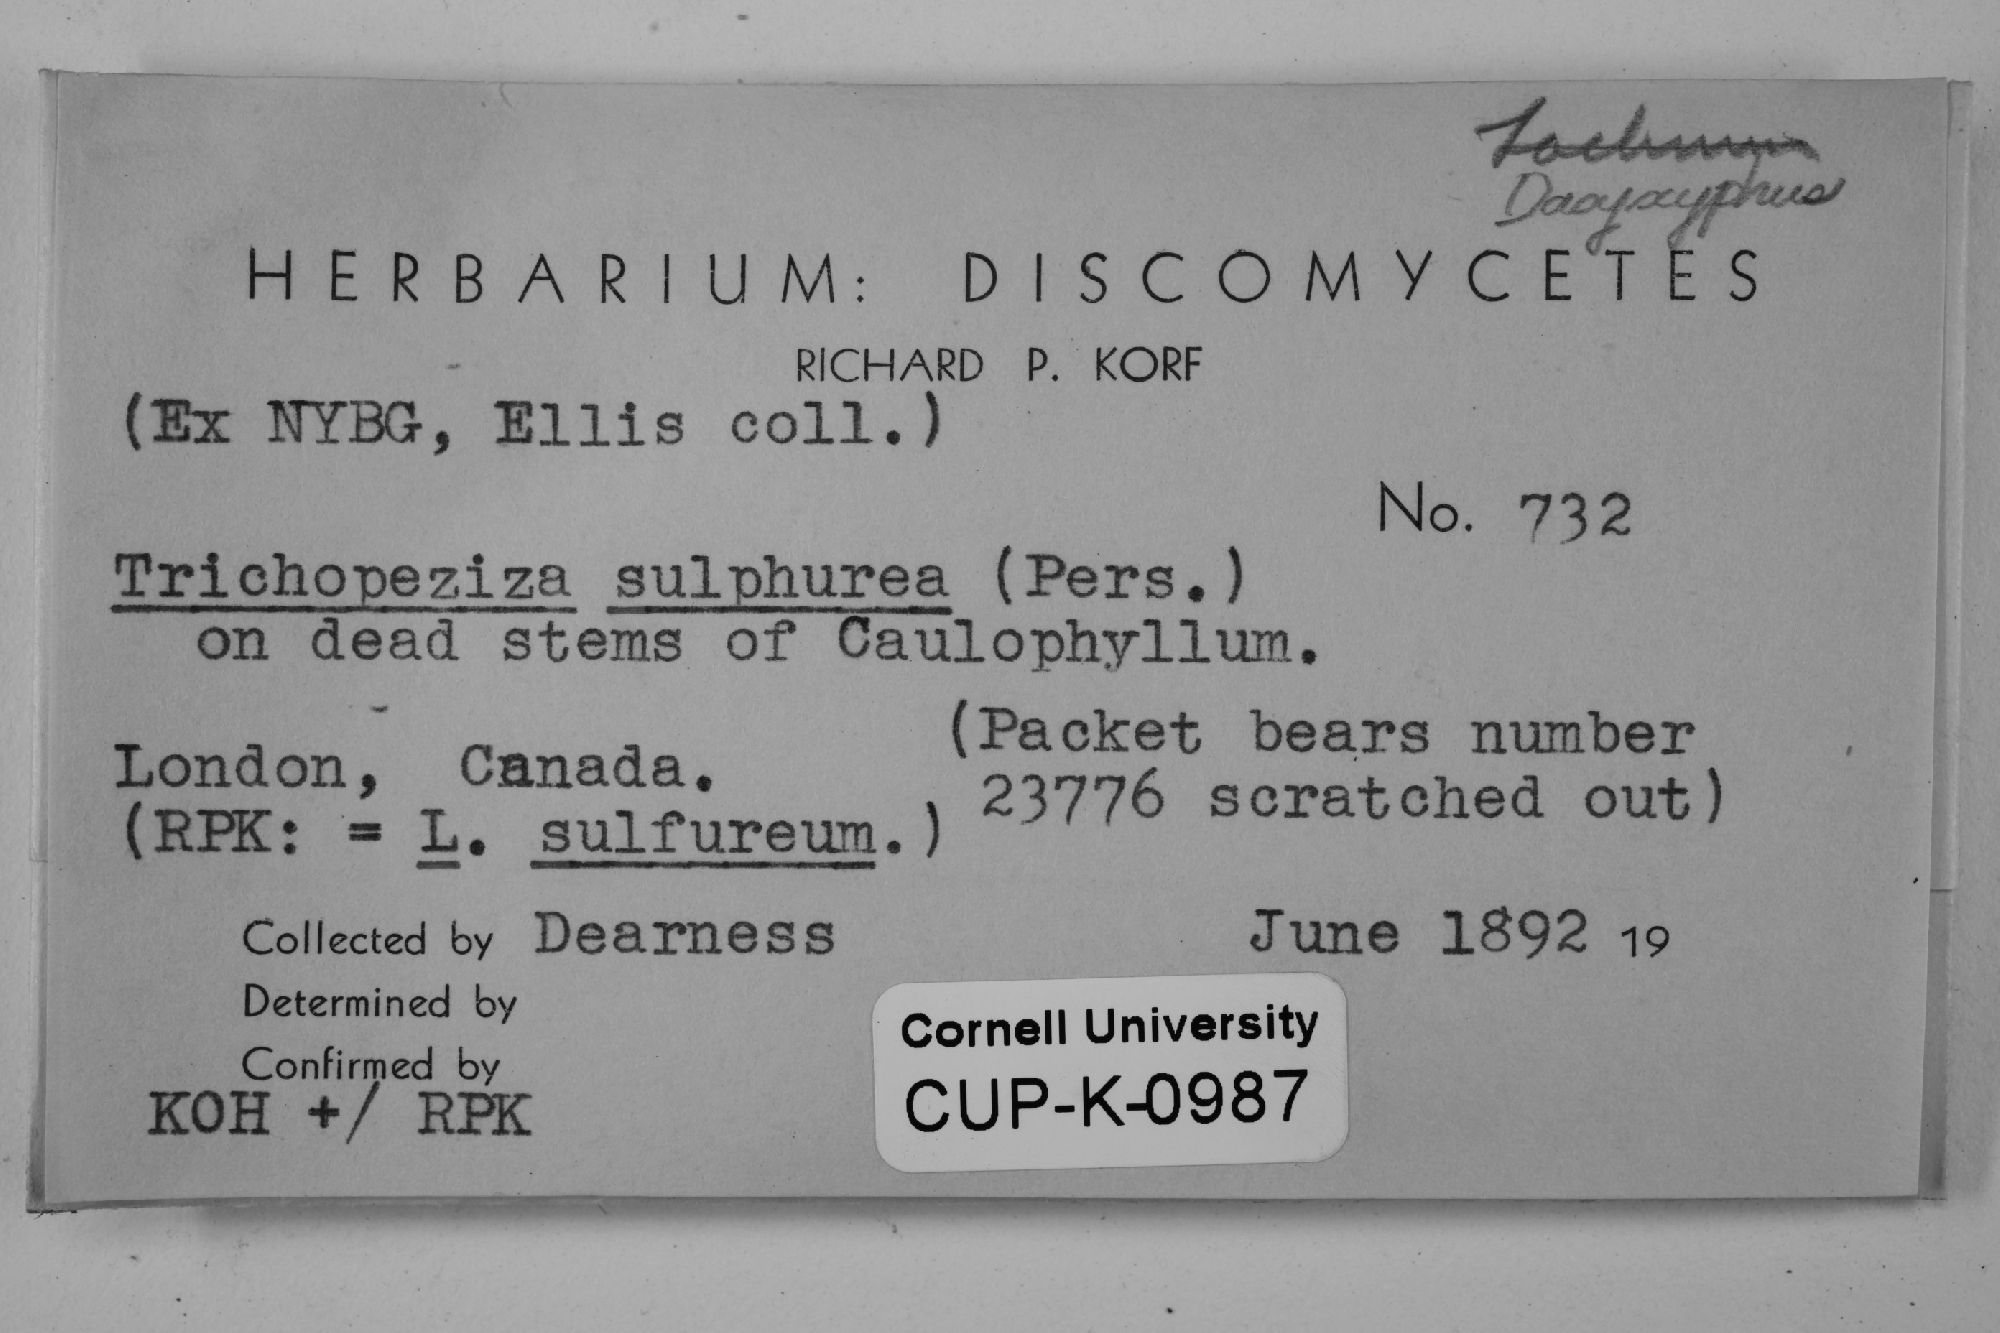 Lachnum
Dasyscyphus
HERBARIUM: DISCOMYCETES
RICHARD P. KORF
(Ex NYBG, Ellis coll.)
No. 732
Trichopeziza sulphurea (Pers.)
on dead stems of Caulophyllum.
London, Canada.
(Packet bears number
23776 scratched out)
(RPK: = L. sulfureum.)
Collected by Dearness
June 1892 19
Determined by
Confirmed by
KOH +/ RPK
Cornell University
CUP-K-0987